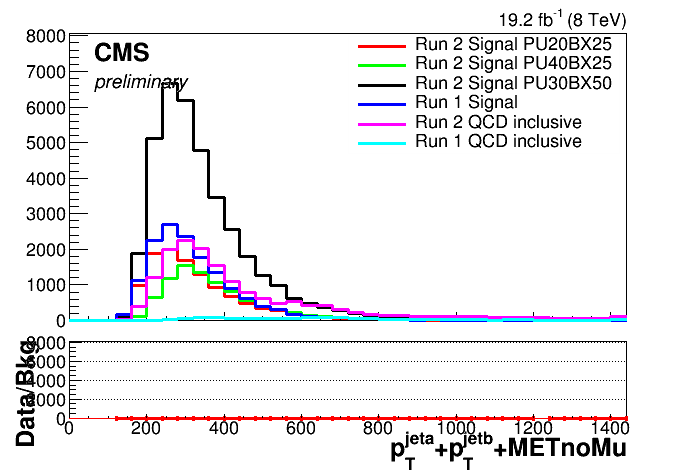 19.2 fb⁻¹ (8 TeV)
8000
CMS
preliminary
Run 2 Signal PU20BX25
Run 2 Signal PU40BX25
Run 2 Signal PU30BX50
Run 1 Signal
Run 2 QCD inclusive
Run 1 QCD inclusive
7000
6000
5000
4000
3000
2000
1000
0
Data/Bkg.
8000
6000
4000
2000
0
0 200 400 600 800 1000 1200 1400
p_T^jeta+p_T^jetb+METnoMu